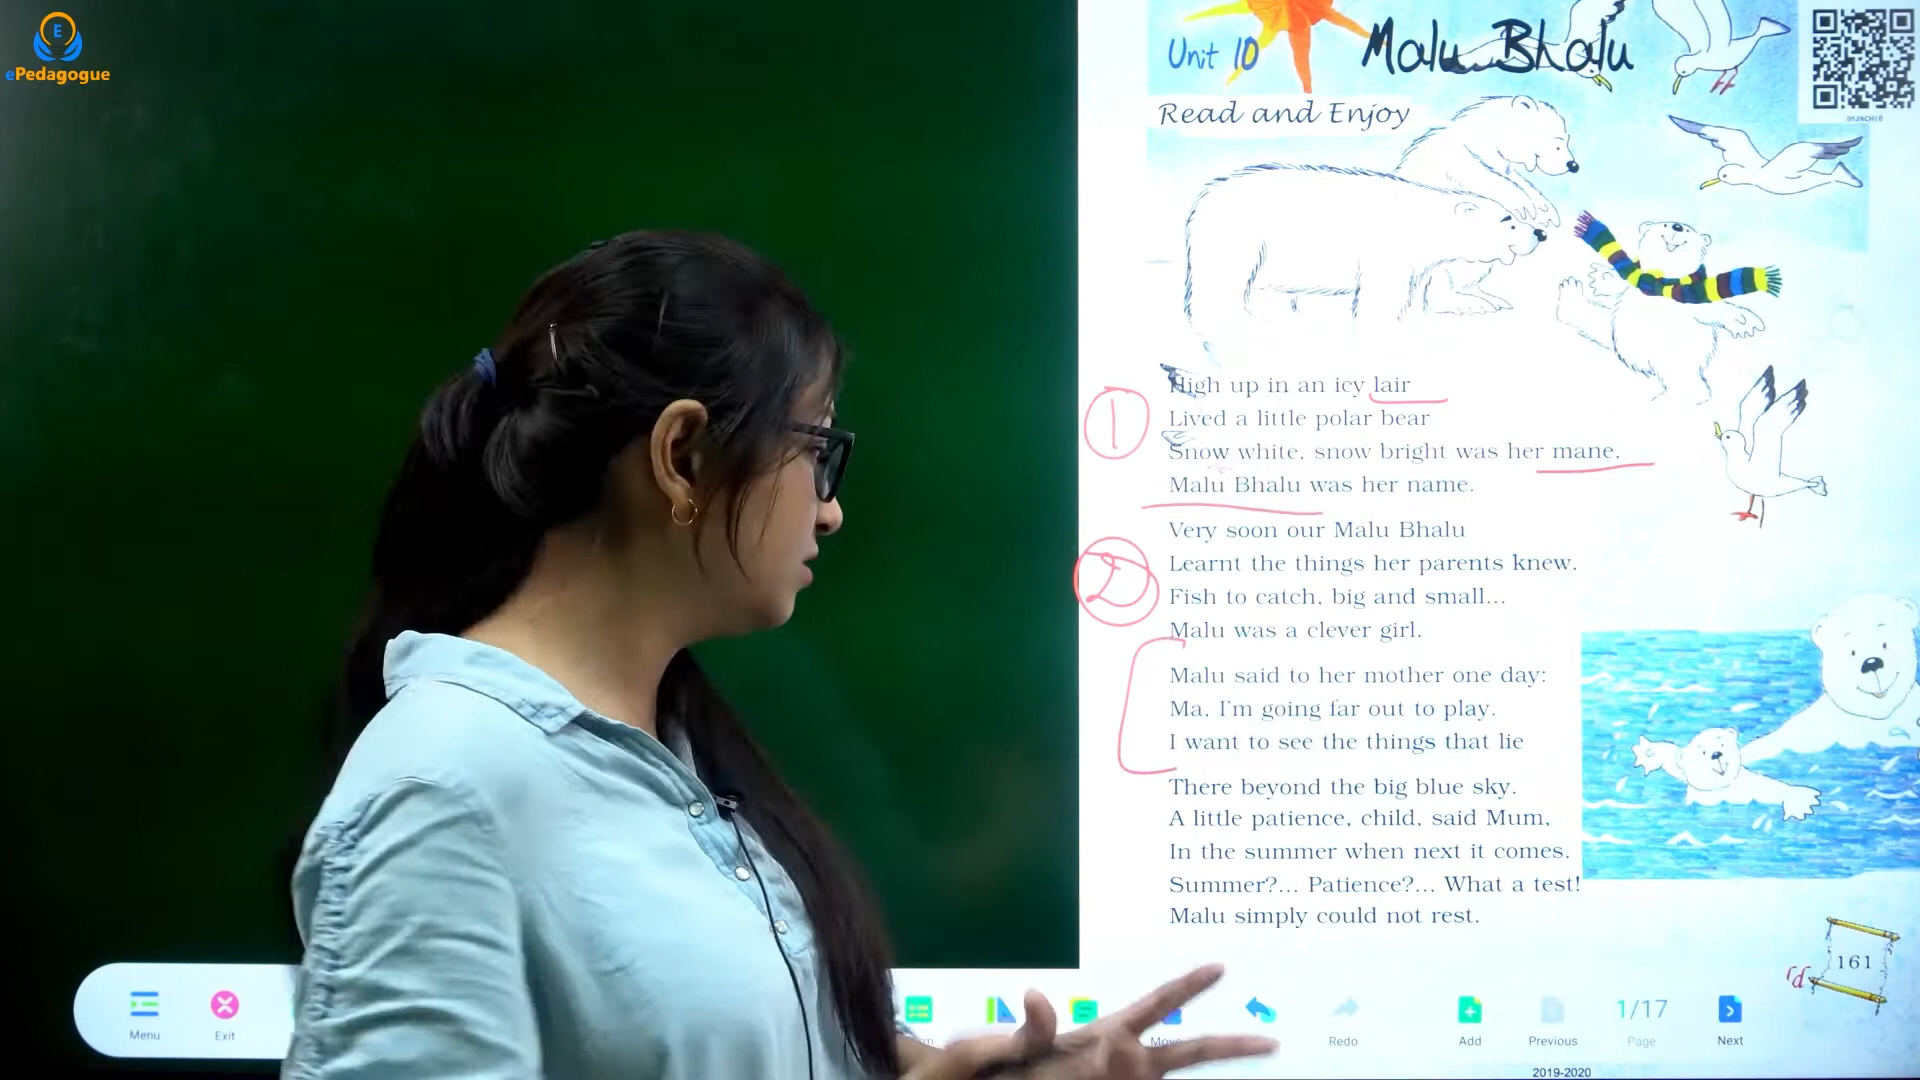 E
ePedagogue
Unit 10
Malu Bhalu
0526CH10
Read and Enjoy
High up in an icy lair
1
Lived a little polar bear
Snow white, snow bright was her mane,
Malu Bhalu was her name.
Very soon our Malu Bhalu
2
Learnt the things her parents knew.
Fish to catch, big and small...
Malu was a clever girl.
Malu said to her mother one day:
Ma, I'm going far out to play.
I want to see the things that lie
There beyond the big blue sky.
A little patience, child, said Mum,
In the summer when next it comes.
Summer?... Patience?... What a test!
Malu simply could not rest.
161
Menu
Exit
Move
Redo
Add
Previous
1/17
Page
Next
2019-2020